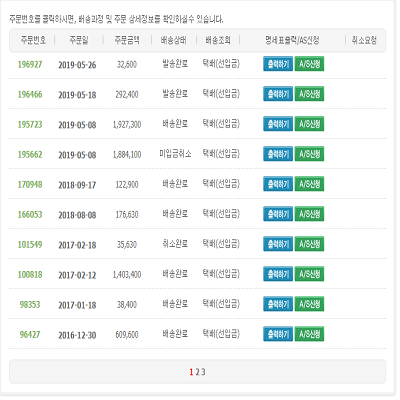 주문번호를 클릭하시면, 배송과정 및 주문 상세정보를 확인하실수 있습니다.
주문번호 주문일 주문금액 배송상태 배송조회 명세표출력/AS신청 취소요청
196927 2019-05-26 32,600 발송완료 택배(선입금) 출력하기 A/S신청
196466 2019-05-18 292,400 발송완료 택배(선입금) 출력하기 A/S신청
195723 2019-05-08 1,927,300 배송완료 택배(선입금) 출력하기 A/S신청
195662 2019-05-08 1,884,100 미입금취소 택배(선입금) 출력하기 A/S신청
170948 2018-09-17 122,900 배송완료 택배(선입금) 출력하기 A/S신청
166053 2018-08-08 176,630 배송완료 택배(선입금) 출력하기 A/S신청
101549 2017-02-18 35,630 취소완료 택배(선입금) 출력하기 A/S신청
100818 2017-02-12 1,403,400 배송완료 택배(선입금) 출력하기 A/S신청
98353 2017-01-18 38,400 배송완료 택배(선입금) 출력하기 A/S신청
96427 2016-12-30 609,600 배송완료 택배(선입금) 출력하기 A/S신청
1 2 3